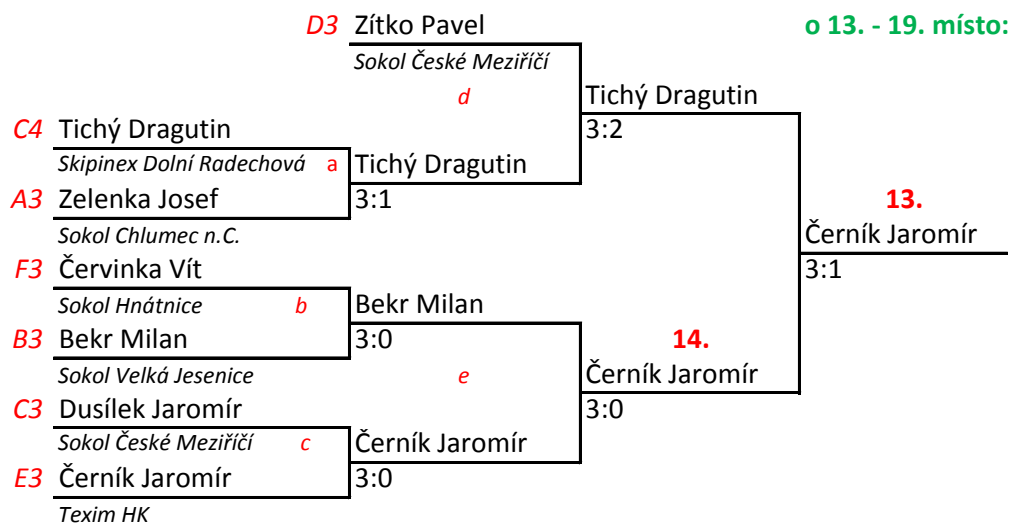 D3 Zítko Pavel o 13. - 19. místo:
Sokol České Meziříčí
d Tichý Dragutin
C4 Tichý Dragutin 3:2
Skipinex Dolní Radechová a Tichý Dragutin
A3 Zelenka Josef 3:1 13.
Sokol Chlumec n.C. Černík Jaromír
F3 Červinka Vít 3:1
Sokol Hnátnice b Bekr Milan
B3 Bekr Milan 3:0 14.
Sokol Velká Jesenice e Černík Jaromír
C3 Dusílek Jaromír 3:0
Sokol České Meziříčí c Černík Jaromír
E3 Černík Jaromír 3:0
Texim HK